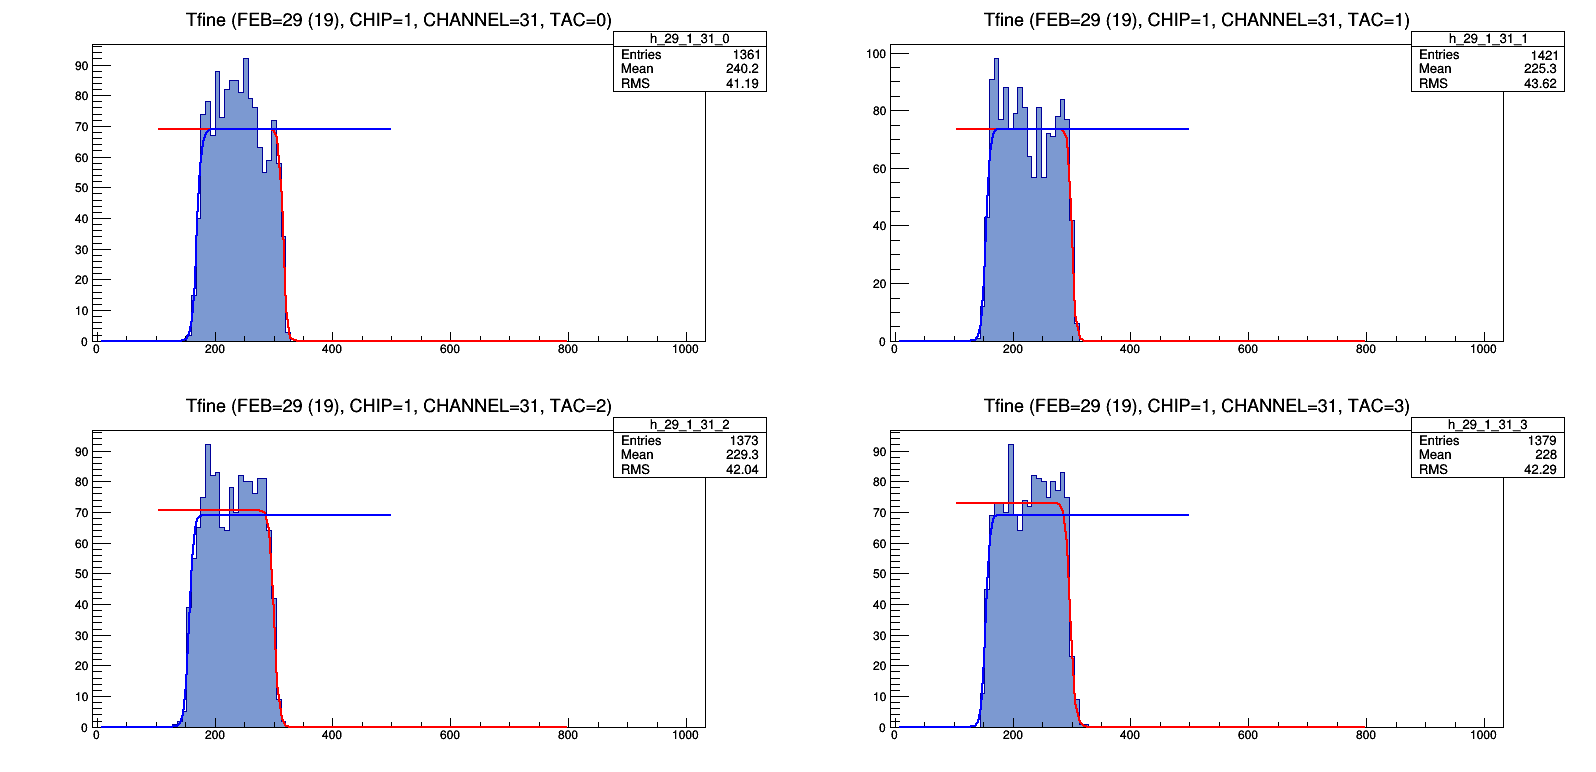 Tfine (FEB=29 (19), CHIP=1, CHANNEL=31, TAC=0)
h_29_1_31_0
Entries 1361
Mean 240.2
RMS 41.19
90
80
70
60
50
40
30
20
10
0
0 200 400 600 800 1000
Tfine (FEB=29 (19), CHIP=1, CHANNEL=31, TAC=1)
h_29_1_31_1
Entries 1421
Mean 225.3
RMS 43.62
100
80
60
40
20
0
0 200 400 600 800 1000
Tfine (FEB=29 (19), CHIP=1, CHANNEL=31, TAC=2)
h_29_1_31_2
Entries 1373
Mean 229.3
RMS 42.04
90
80
70
60
50
40
30
20
10
0
0 200 400 600 800 1000
Tfine (FEB=29 (19), CHIP=1, CHANNEL=31, TAC=3)
h_29_1_31_3
Entries 1379
Mean 228
RMS 42.29
90
80
70
60
50
40
30
20
10
0
0 200 400 600 800 1000